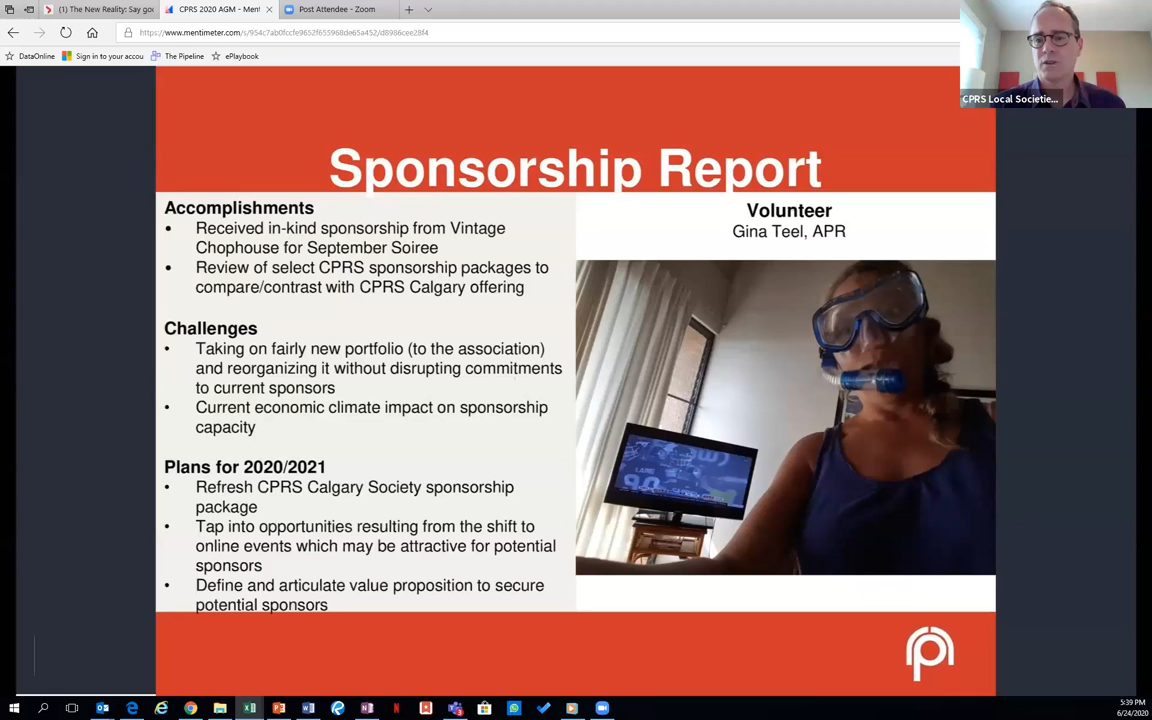 (1) The New Reality: Say goo
CPRS 2020 AGM - Ment
Post Attendee - Zoom
https://www.mentimeter.com/s/954c7ab0fccfe9652f655968de65a452/d8986cee28f4
DataOnline
Sign in to your accou
The Pipeline
ePlaybook
CPRS Local Societie...
Sponsorship Report
Accomplishments
• Received in-kind sponsorship from Vintage
Chophouse for September Soiree
• Review of select CPRS sponsorship packages to
compare/contrast with CPRS Calgary offering
Challenges
• Taking on fairly new portfolio (to the association)
and reorganizing it without disrupting commitments
to current sponsors
• Current economic climate impact on sponsorship
capacity
Plans for 2020/2021
• Refresh CPRS Calgary Society sponsorship
package
• Tap into opportunities resulting from the shift to
online events which may be attractive for potential
sponsors
• Define and articulate value proposition to secure
potential sponsors
Volunteer
Gina Teel, APR
5:39 PM
6/24/2020